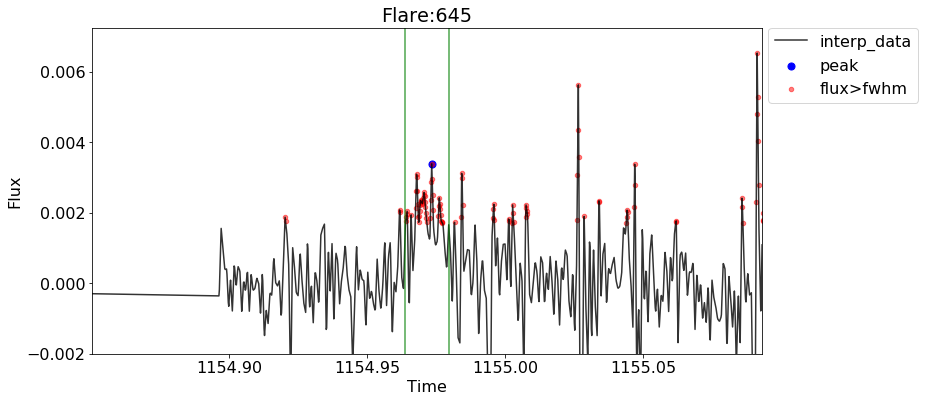 Flare:645
interp_data
peak
flux>fwhm
0.006
0.004
0.002
0.000
−0.002
Flux
1154.90 1154.95 1155.00 1155.05
Time